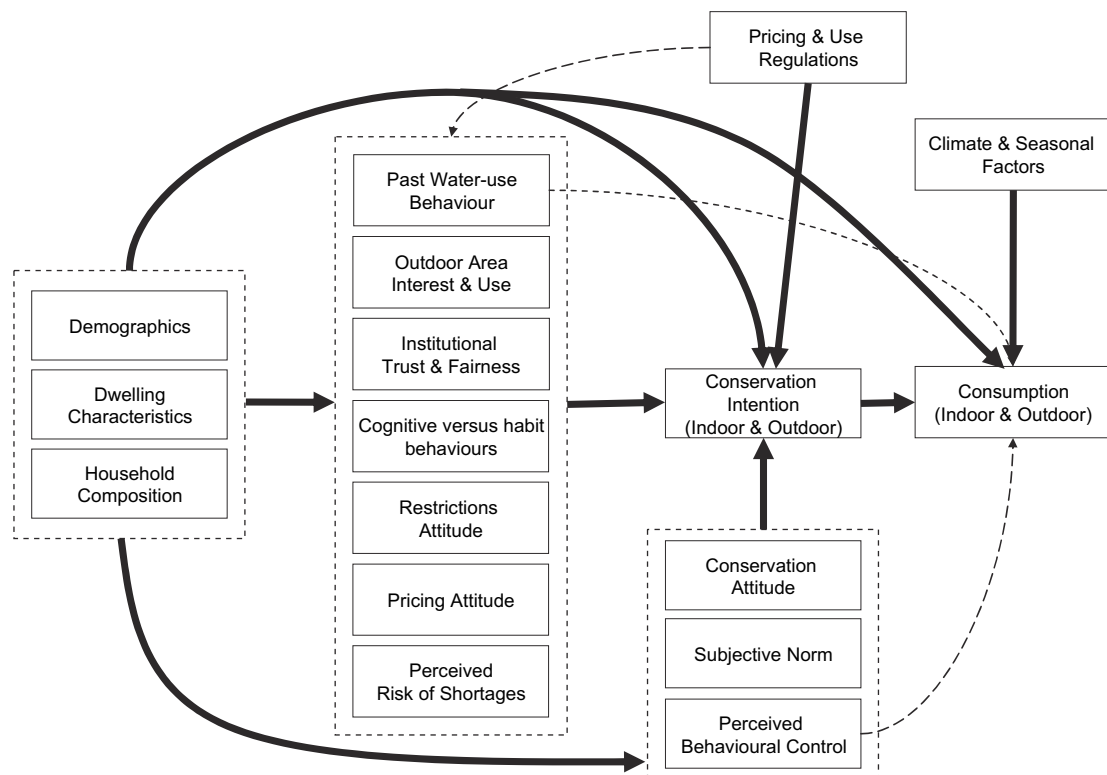 Pricing & Use
Regulations
Climate & Seasonal
Factors
Past Water-use
Behaviour
Outdoor Area
Interest & Use
Institutional
Trust & Fairness
Cognitive versus habit
behaviours
Restrictions
Attitude
Pricing Attitude
Perceived
Risk of Shortages
Demographics
Dwelling
Characteristics
Household
Composition
Conservation
Intention
(Indoor & Outdoor)
Consumption
(Indoor & Outdoor)
Conservation
Attitude
Subjective Norm
Perceived
Behavioural Control